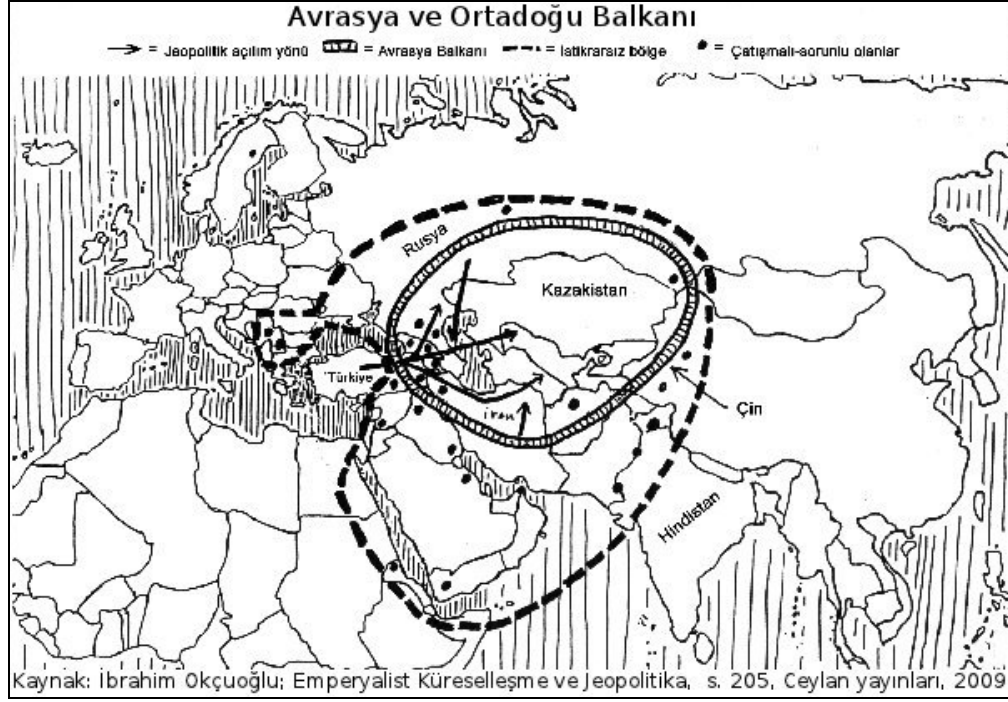 Avrasya ve Ortadoğu Balkanı
= Jeopolitik açılım yönü = Avrasya Balkanı = İstikrarsız bölge = Çatışmalı-sorunlu olanlar
Rusya
Kazakistan
Türkiye
Çin
Hindistan
Kaynak: İbrahim Okçuoğlu; Emperyalist Küreselleşme ve Jeopolitika, s. 205, Ceylan yayınları, 2009